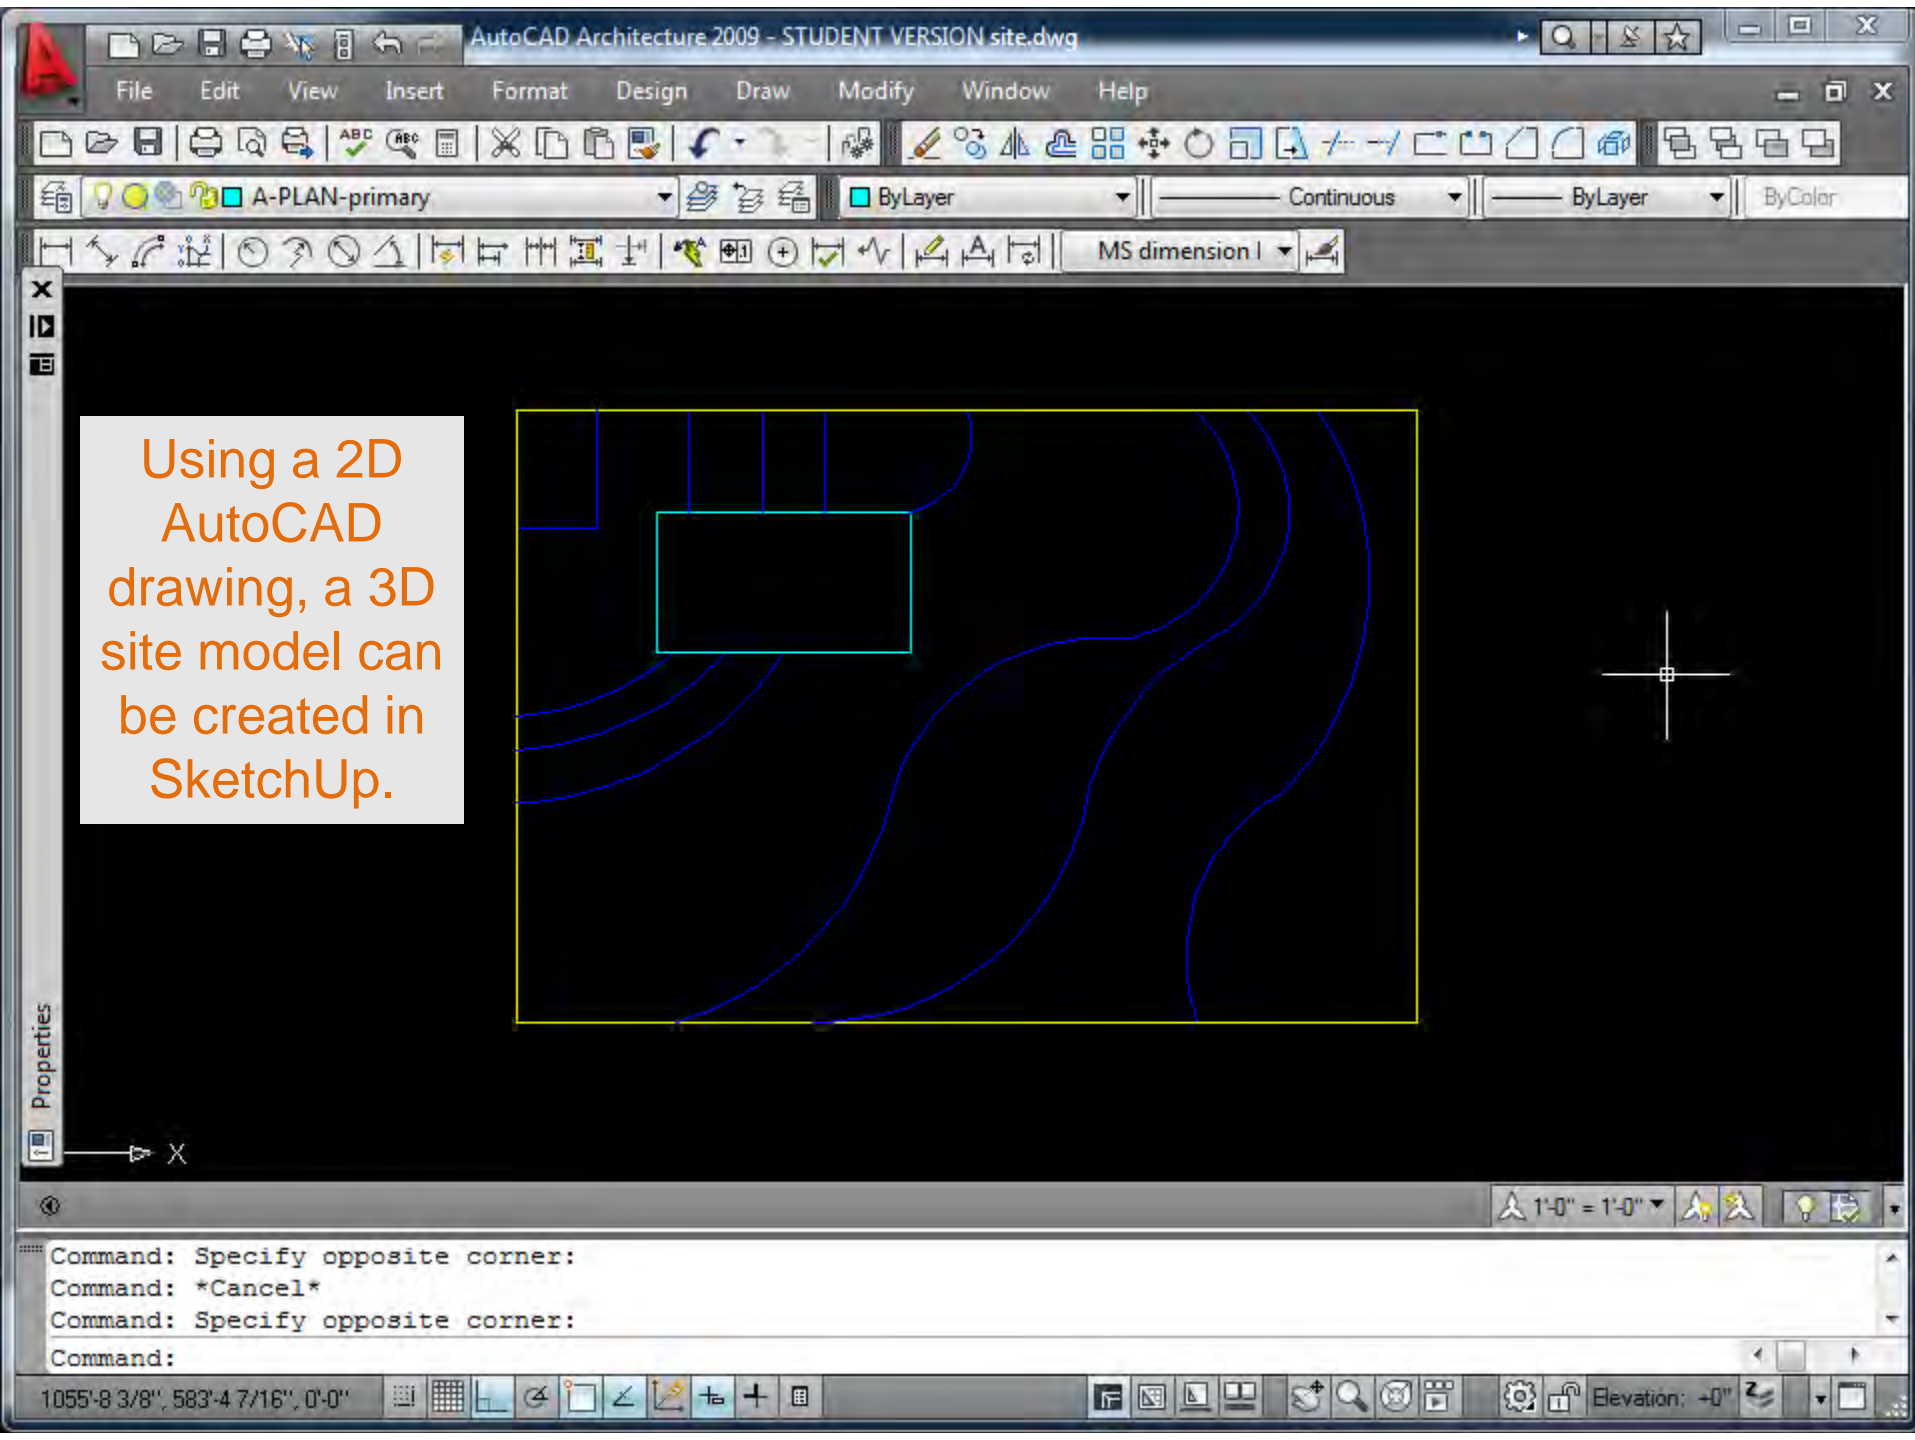 AutoCAD Architecture 2009 - STUDENT VERSION site.dwg
File Edit View Insert Format Design Draw Modify Window Help
ABC ABC
A-PLAN-primary ByLayer Continuous ByLayer ByColor
MS dimension l
Using a 2D
AutoCAD
drawing, a 3D
site model can
be created in
SketchUp.
Properties
X
1'-0" = 1'-0"
Command: Specify opposite corner:
Command: *Cancel*
Command: Specify opposite corner:
Command:
1055'-8 3/8", 583'-4 7/16", 0'-0" Elevation: +0"